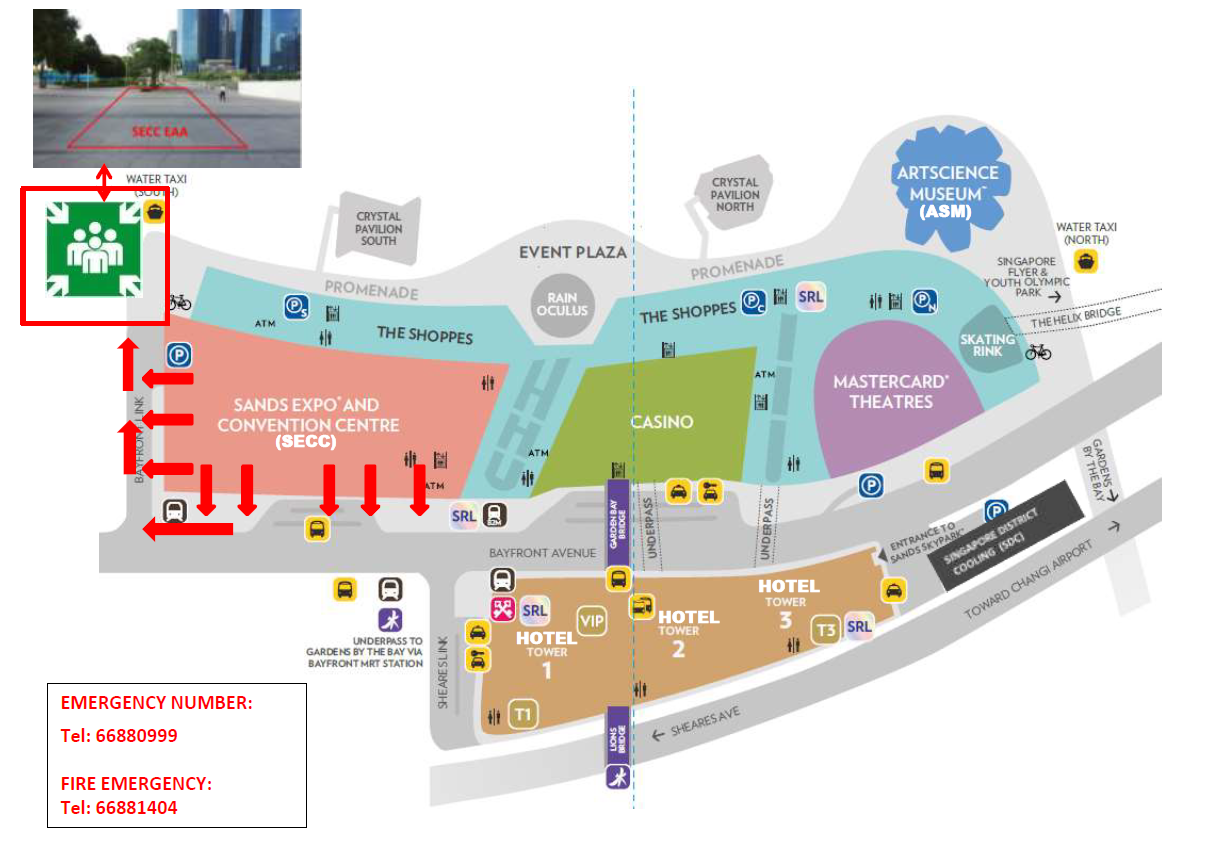 SECC EAA
WATER TAXI
(SOUTH)
CRYSTAL
PAVILION
SOUTH
CRYSTAL
PAVILION
NORTH
ARTSCIENCE
MUSEUM™
(ASM)
WATER TAXI
(NORTH)
EVENT PLAZA
PROMENADE
PROMENADE
SINGAPORE
FLYER &
YOUTH OLYMPIC
PARK →
RAIN
OCULUS
P S
ATM
THE SHOPPES
THE SHOPPES
P C
SRL
P N
THE HELIX BRIDGE
SKATING
RINK
P
SANDS EXPO® AND
CONVENTION CENTRE
(SECC)
CASINO
ATM
MASTERCARD®
THEATRES
BAYFRONT LINK
ATM
ATM
GARDENS
BY THE BAY
P
P
SRL
B2M
GARDEN BAY
BRIDGE
UNDERPASS
UNDERPASS
BAYFRONT AVENUE
ENTRANCE TO
SANDS SKYPARK®
SINGAPORE DISTRICT
COOLING (SDC)
TOWARD CHANGI AIRPORT
UNDERPASS TO
GARDENS BY THE BAY VIA
BAYFRONT MRT STATION
SHEARES LINK
SRL
VIP
HOTEL
TOWER
1
HOTEL
TOWER
2
HOTEL
TOWER
3
T3
SRL
T1
LIONS
BRIDGE
← SHEARES AVE
EMERGENCY NUMBER:
Tel: 66880999
FIRE EMERGENCY:
Tel: 66881404